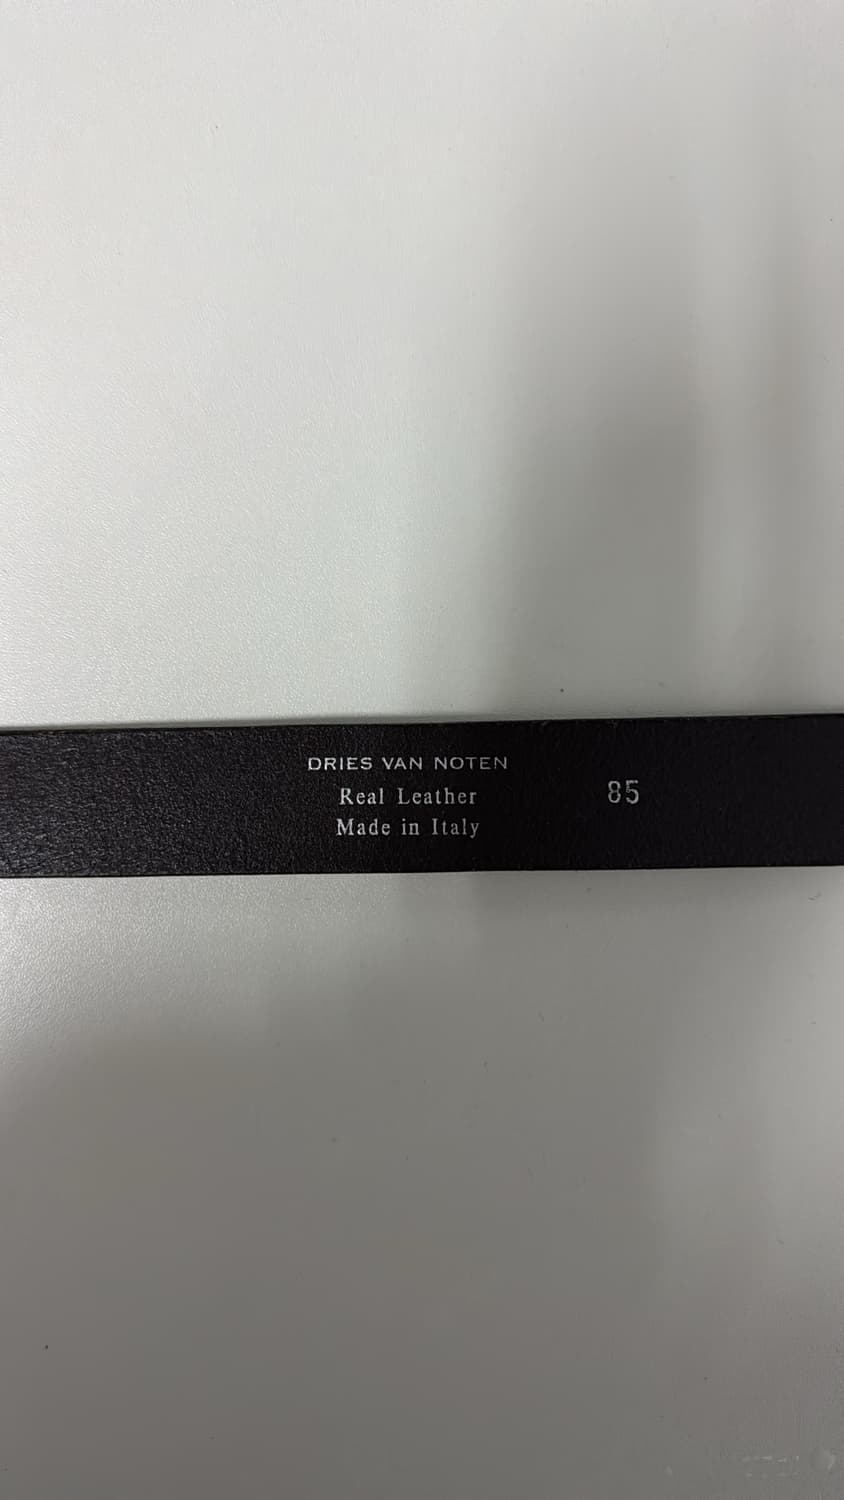 DRIES VAN NOTEN
Real Leather
Made in Italy
85